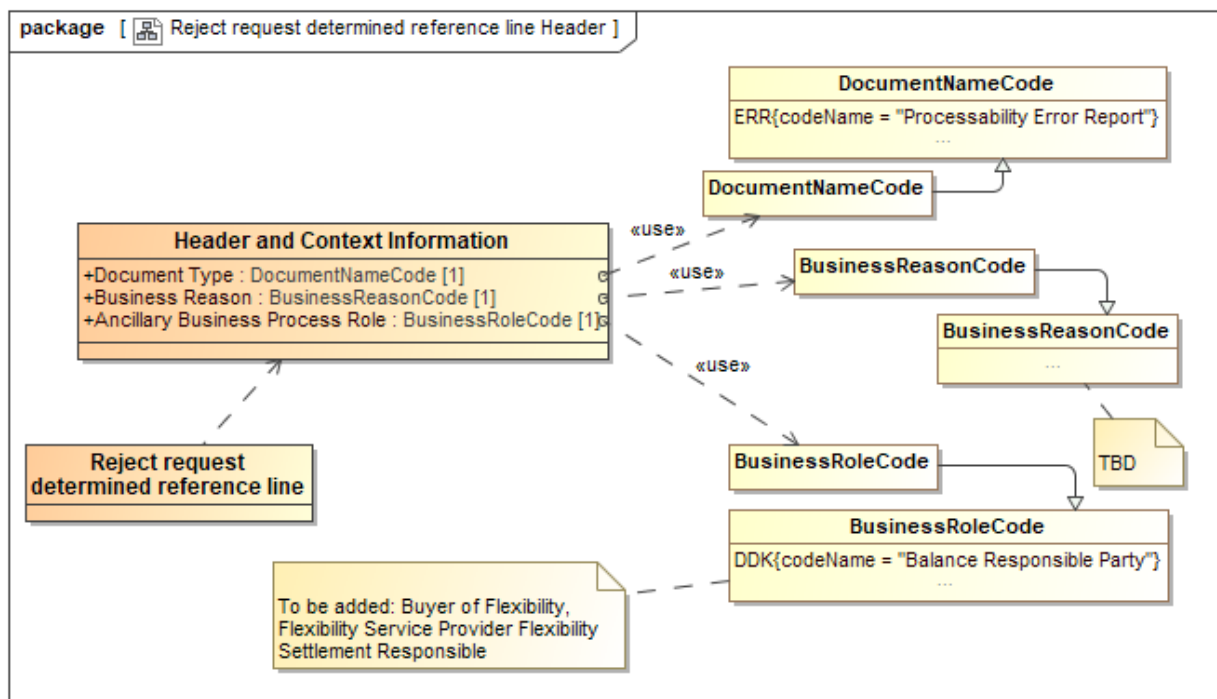 package [ Reject request determined reference line Header ]
DocumentNameCode
ERR{codeName = "Processability Error Report"}
...
DocumentNameCode
«use»
Header and Context Information
+Document Type : DocumentNameCode [1]
+Business Reason : BusinessReasonCode [1]
+Ancillary Business Process Role : BusinessRoleCode [1]
«use»
BusinessReasonCode
BusinessReasonCode
...
«use»
TBD
Reject request
determined reference line
BusinessRoleCode
BusinessRoleCode
DDK{codeName = "Balance Responsible Party"}
...
To be added: Buyer of Flexibility,
Flexibility Service Provider Flexibility
Settlement Responsible